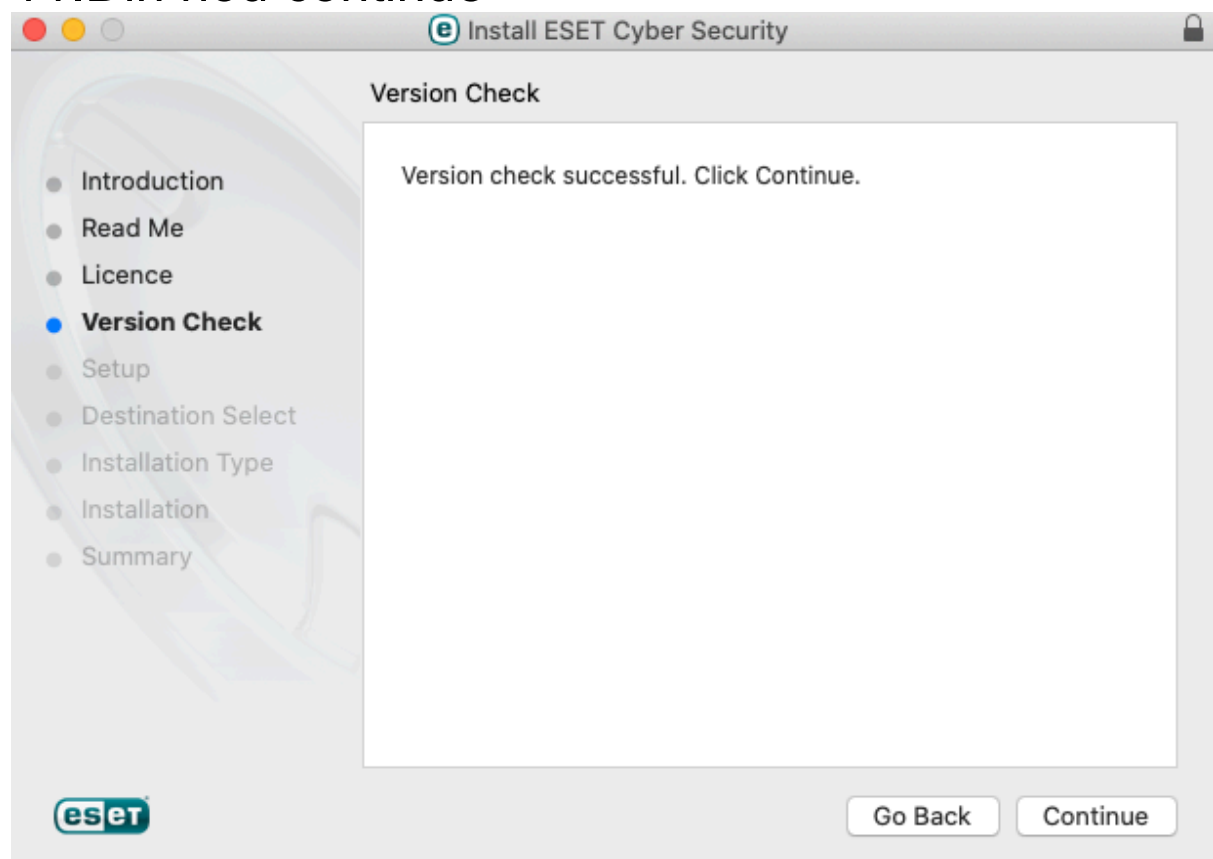 Install ESET Cyber Security
Version Check
Introduction
Read Me
Licence
Version Check
Setup
Destination Select
Installation Type
Installation
Summary
Version check successful. Click Continue.
eset
Go Back
Continue